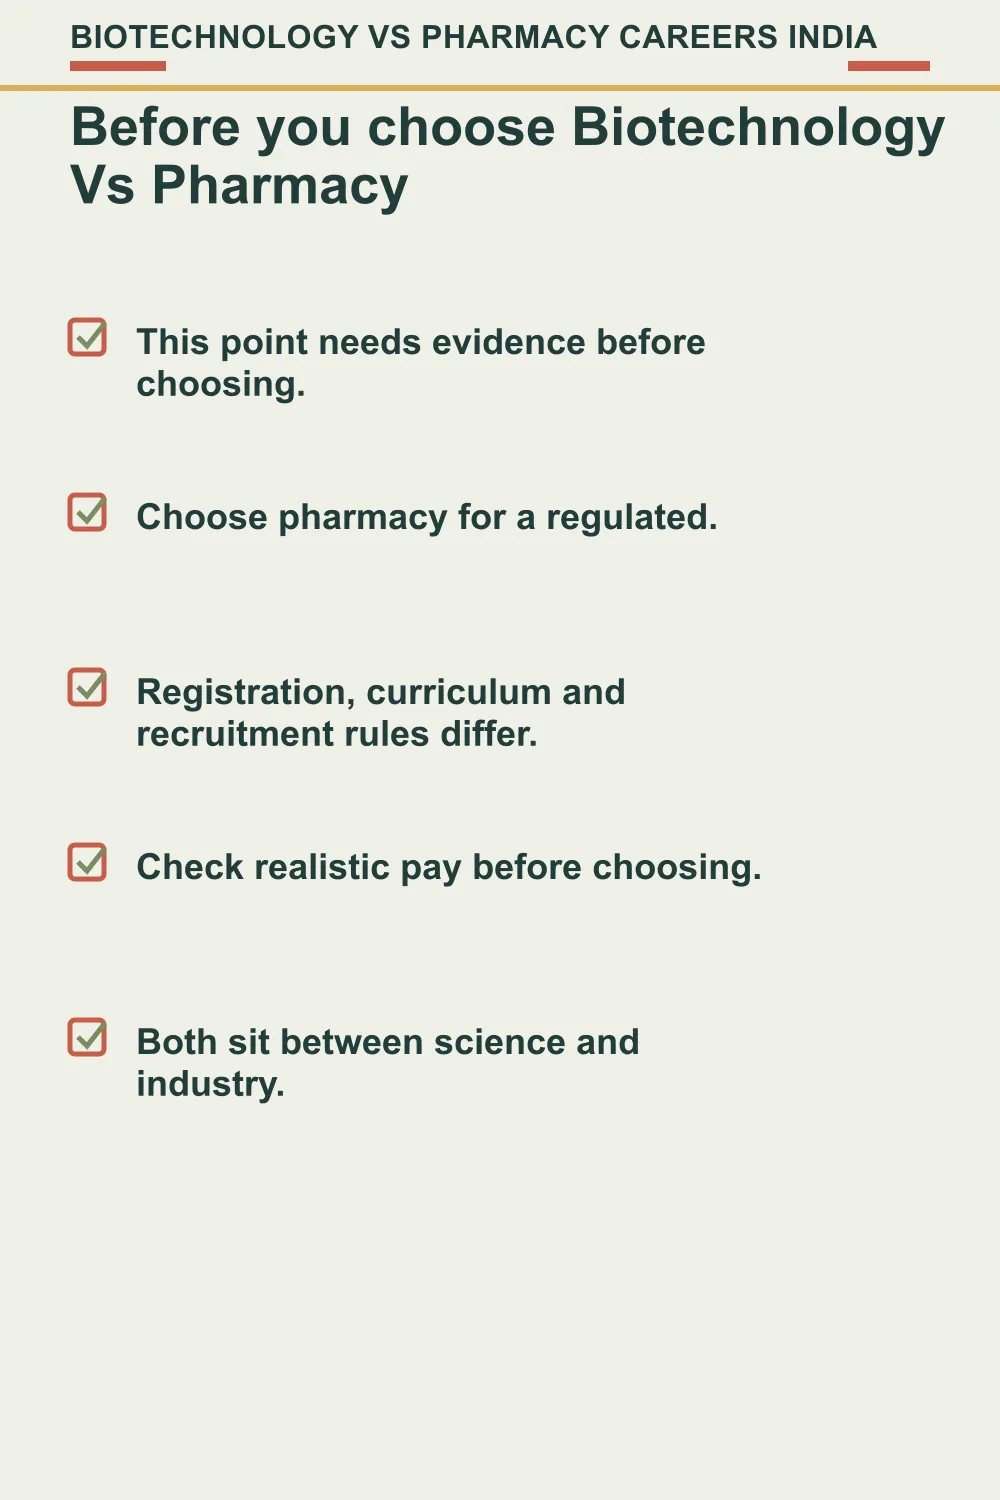 BIOTECHNOLOGY VS PHARMACY CAREERS INDIA
Before you choose Biotechnology
Vs Pharmacy
This point needs evidence before
choosing.
Choose pharmacy for a regulated.
Registration, curriculum and
recruitment rules differ.
Check realistic pay before choosing.
Both sit between science and
industry.